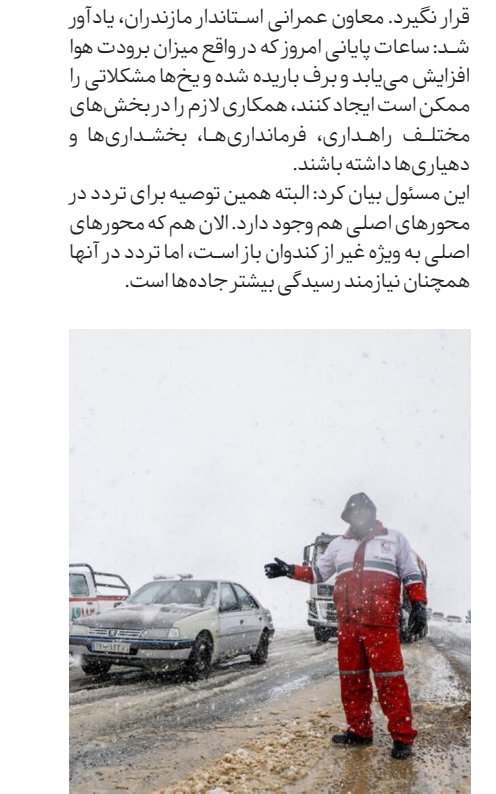 قرار نگیرد. معاون عمرانی استاندار مازندران، یادآور
شد: ساعات پایانی امروز که در واقع میزان برودت هوا
افزایش می‌یابد و برف باریده شده و یخ‌ها مشکلاتی را
ممکن است ایجاد کنند، همکاری لازم را در بخش‌های
مختلف راهداری، فرمانداری‌ها، بخشداری‌ها و
دهیاری‌ها داشته باشند.
این مسئول بیان کرد: البته همین توصیه برای تردد در
محورهای اصلی هم وجود دارد. الان هم که محورهای
اصلی به ویژه غیر از کندوان باز است، اما تردد در آنها
همچنان نیازمند رسیدگی بیشتر جاده‌ها است.